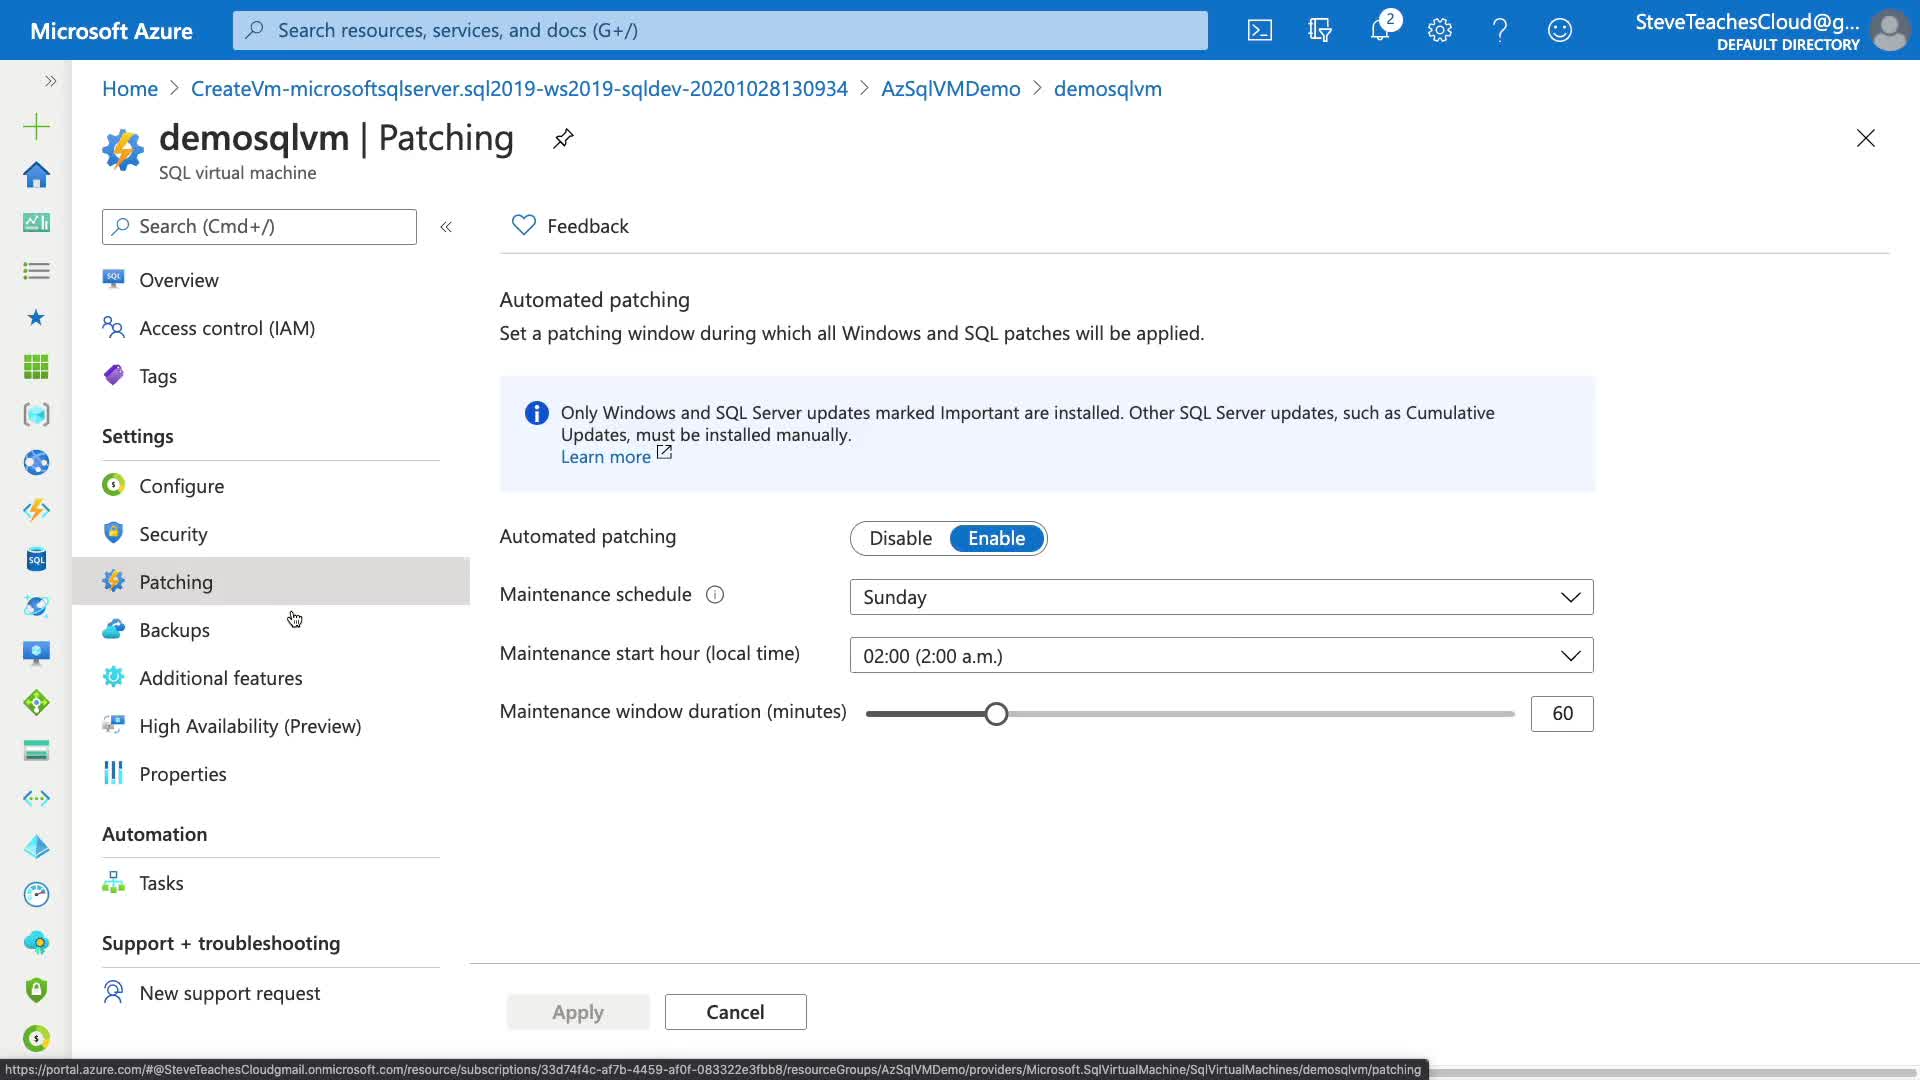 Microsoft Azure
Search resources, services, and docs (G+/)
2
SteveTeachesCloud@g...
DEFAULT DIRECTORY
Home > CreateVm-microsoftsqlserver.sql2019-ws2019-sqldev-20201028130934 > AzSqlVMDemo > demosqlvm
demosqlvm | Patching
SQL virtual machine
Search (Cmd+/)
«
Feedback
SQL
Overview
Access control (IAM)
Tags
Settings
Configure
Security
Patching
Backups
Additional features
High Availability (Preview)
Properties
Automation
Tasks
Support + troubleshooting
New support request
SQL
Automated patching
Set a patching window during which all Windows and SQL patches will be applied.
Only Windows and SQL Server updates marked Important are installed. Other SQL Server updates, such as Cumulative
Updates, must be installed manually.
Learn more
Automated patching
Disable Enable
Maintenance schedule
Sunday
Maintenance start hour (local time)
02:00 (2:00 a.m.)
Maintenance window duration (minutes)
60
Apply
Cancel
https://portal.azure.com/#@SteveTeachesCloudgmail.onmicrosoft.com/resource/subscriptions/33d74f4c-af7b-4459-af0f-083322e3fbb8/resourceGroups/AzSqlVMDemo/providers/Microsoft.SqlVirtualMachine/SqlVirtualMachines/demosqlvm/patching